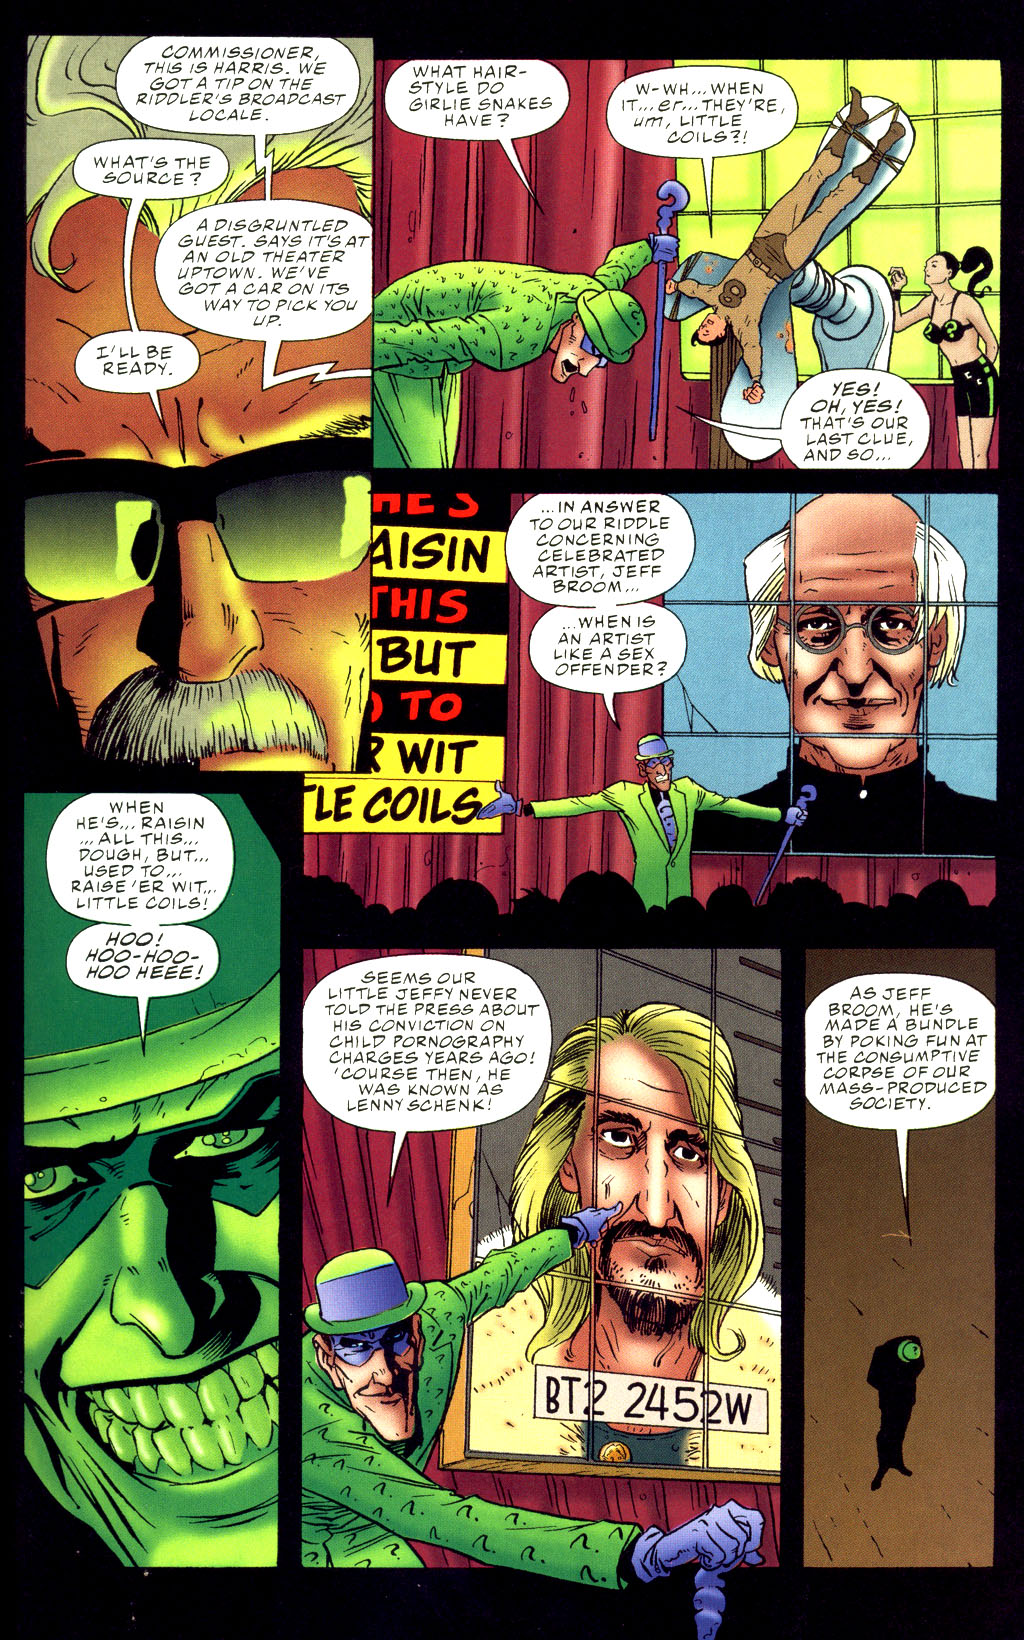 COMMISSIONER,
THIS IS HARRIS. WE
GOT A TIP ON THE
RIDDLER'S BROADCAST
LOCALE.
WHAT'S THE
SOURCE?
A DISGRUNTLED
GUEST. SAYS IT'S AT
AN OLD THEATER
UPTOWN. WE'VE
GOT A CAR ON ITS
WAY TO PICK YOU
UP.
I'LL BE
READY.
WHAT HAIR-
STYLE DO
GIRLIE SNAKES
HAVE?
W-WH... WHEN
IT... er... THEY'RE,
um, LITTLE
COILS?!
8
YES!
OH, YES!
THAT'S OUR
LAST CLUE,
AND SO...
HE'S
AISIN
THIS
BUT
O TO
R WIT
TLE COILS
...IN ANSWER
TO OUR RIDDLE
CONCERNING
CELEBRATED
ARTIST, JEFF
BROOM...
...WHEN IS
AN ARTIST
LIKE A SEX
OFFENDER?
WHEN
HE'S... RAISIN
...ALL THIS...
DOUGH, BUT...
USED TO...
RAISE 'ER WIT...
LITTLE COILS!
HOO!
HOO-HOO-
HOO HEEE!
SEEMS OUR
LITTLE JEFFY NEVER
TOLD THE PRESS ABOUT
HIS CONVICTION ON
CHILD PORNOGRAPHY
CHARGES YEARS AGO!
'COURSE THEN, HE
WAS KNOWN AS
LENNY SCHENK!
BT2 2452W
AS JEFF
BROOM, HE'S
MADE A BUNDLE
BY POKING FUN AT
THE CONSUMPTIVE
CORPSE OF OUR
MASS-PRODUCED
SOCIETY.